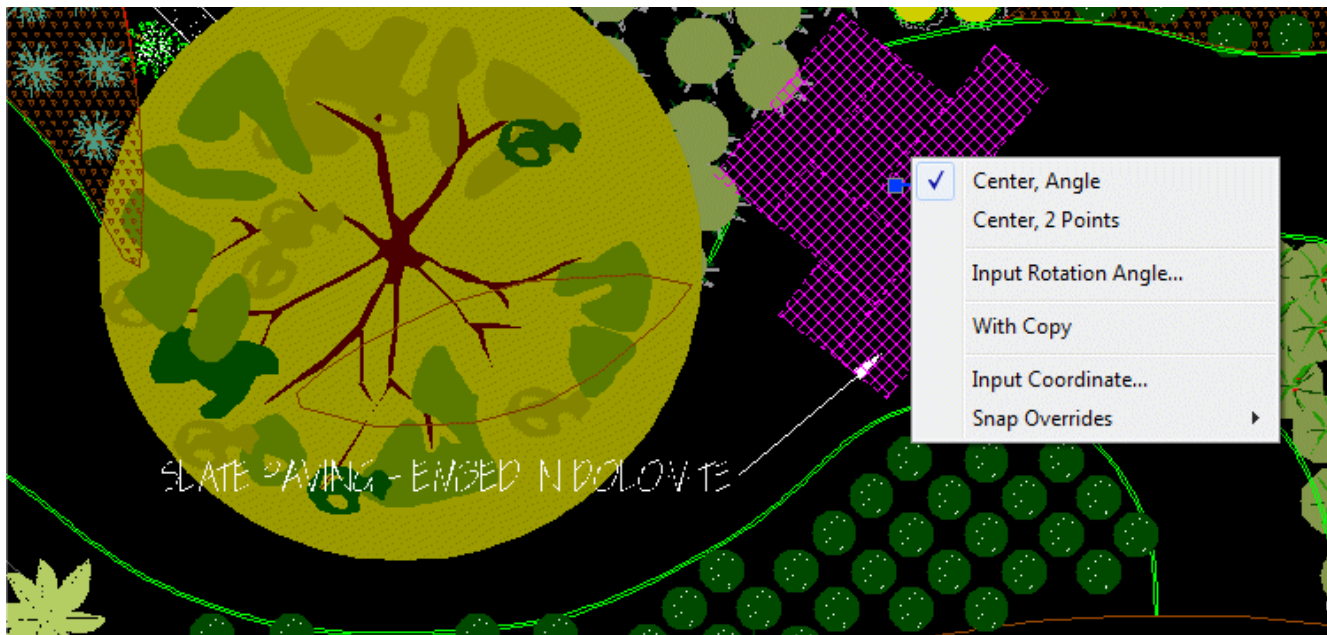 Center, Angle
Center, 2 Points
Input Rotation Angle...
With Copy
Input Coordinate...
Snap Overrides
SLATE PAVING - EMBED IN DOLOMITE